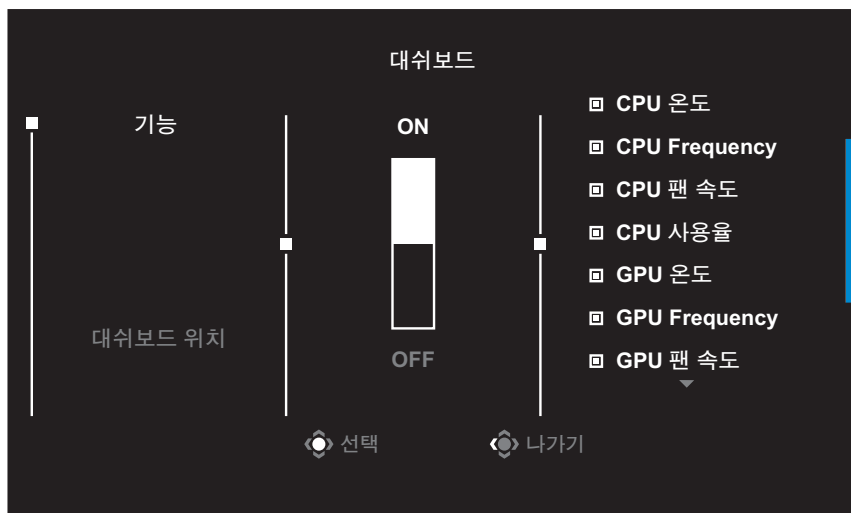 대쉬보드
기능
대쉬보드 위치
ON
OFF
CPU 온도
CPU Frequency
CPU 팬 속도
CPU 사용율
GPU 온도
GPU Frequency
GPU 팬 속도
선택
나가기